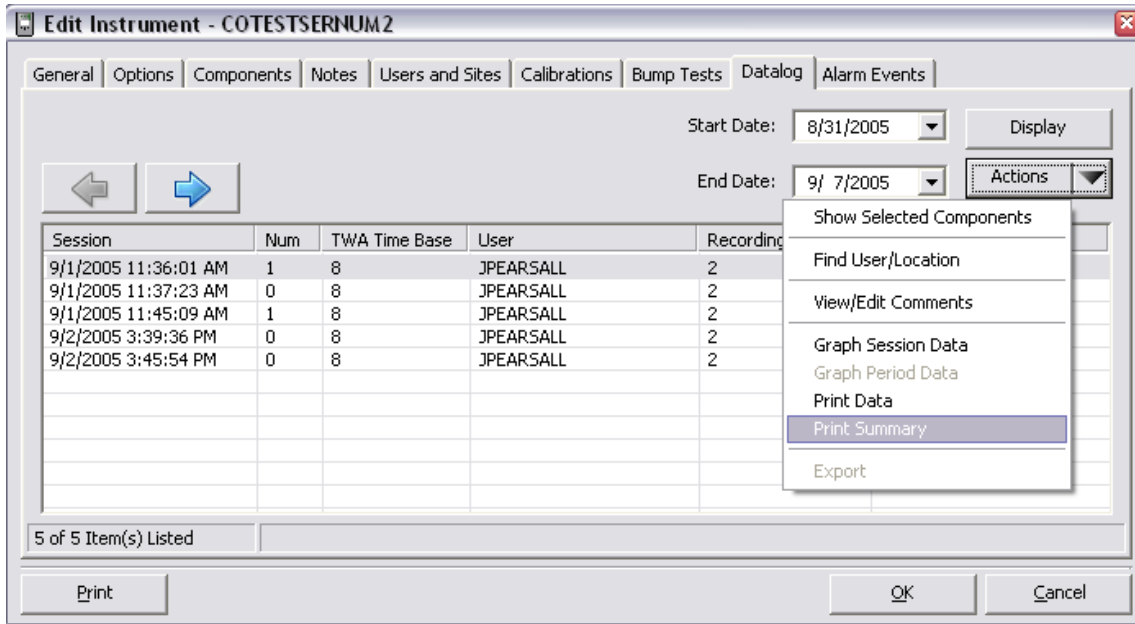 Edit Instrument - COTESTSERNUM2
General Options Components Notes Users and Sites Calibrations Bump Tests Datalog Alarm Events
Start Date: 8/31/2005 Display
End Date: 9/ 7/2005 Actions
Session Num TWA Time Base User Recording
9/1/2005 11:36:01 AM 1 8 JPEARSALL 2
9/1/2005 11:37:23 AM 0 8 JPEARSALL 2
9/1/2005 11:45:09 AM 1 8 JPEARSALL 2
9/2/2005 3:39:36 PM 0 8 JPEARSALL 2
9/2/2005 3:45:54 PM 0 8 JPEARSALL 2
Show Selected Components
Find User/Location
View/Edit Comments
Graph Session Data
Graph Period Data
Print Data
Print Summary
Export
5 of 5 Item(s) Listed
Print OK Cancel